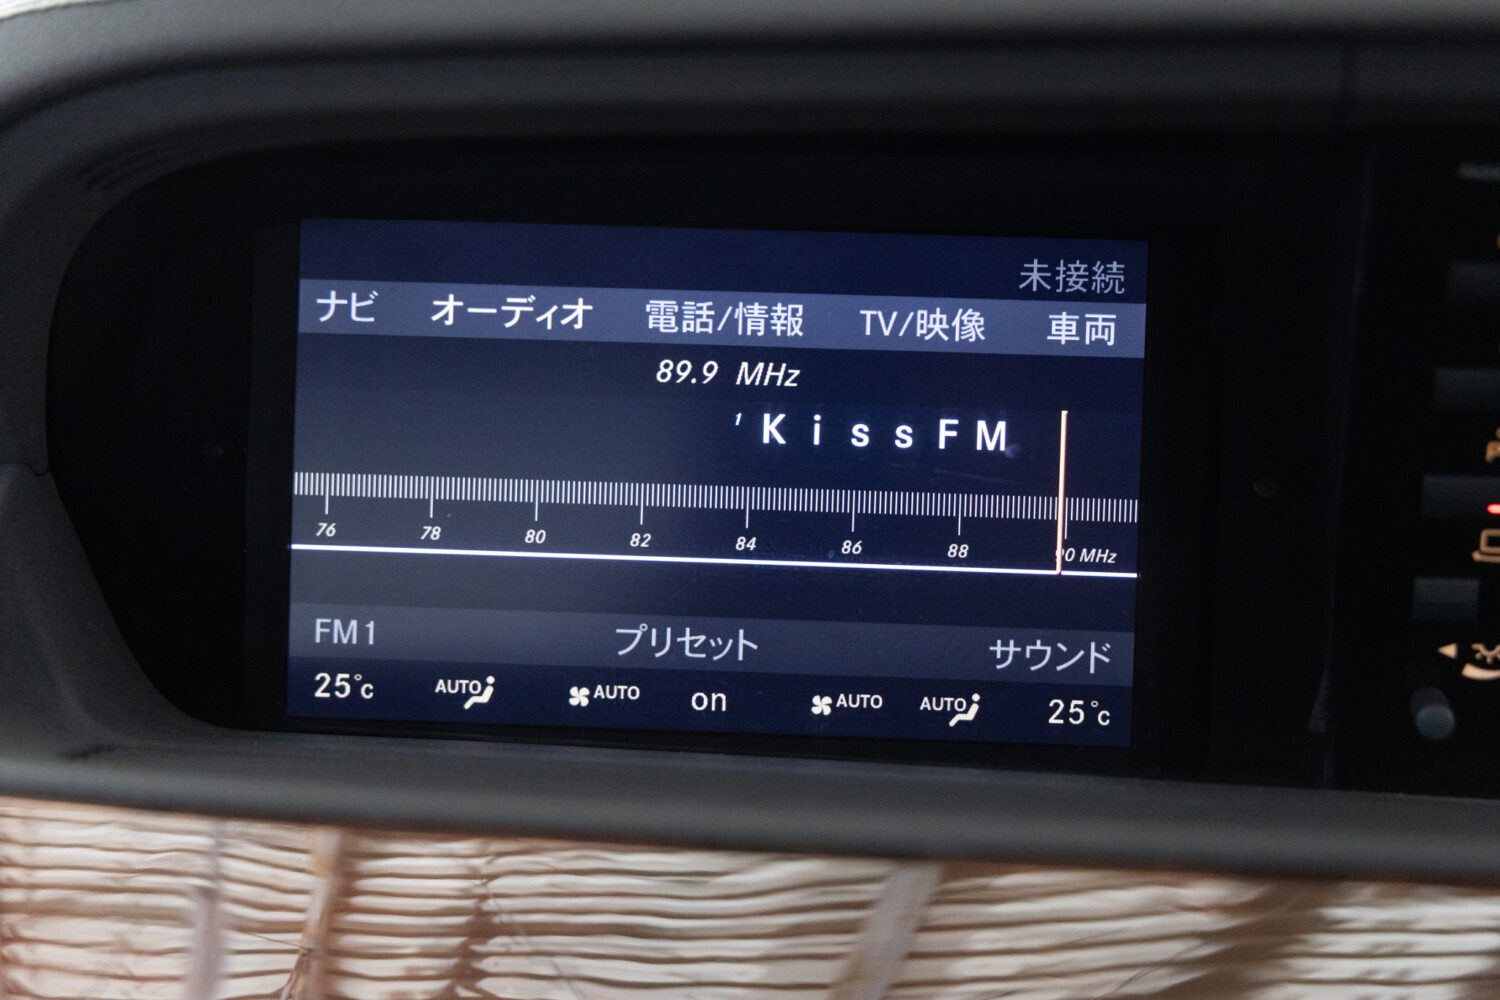 未接続
ナビ オーディオ 電話/情報 TV/映像 車両
89.9 MHz
1 KissFM
76 78 80 82 84 86 88 90 MHz
FM1 プリセット サウンド
25°C AUTO AUTO on AUTO AUTO 25°C